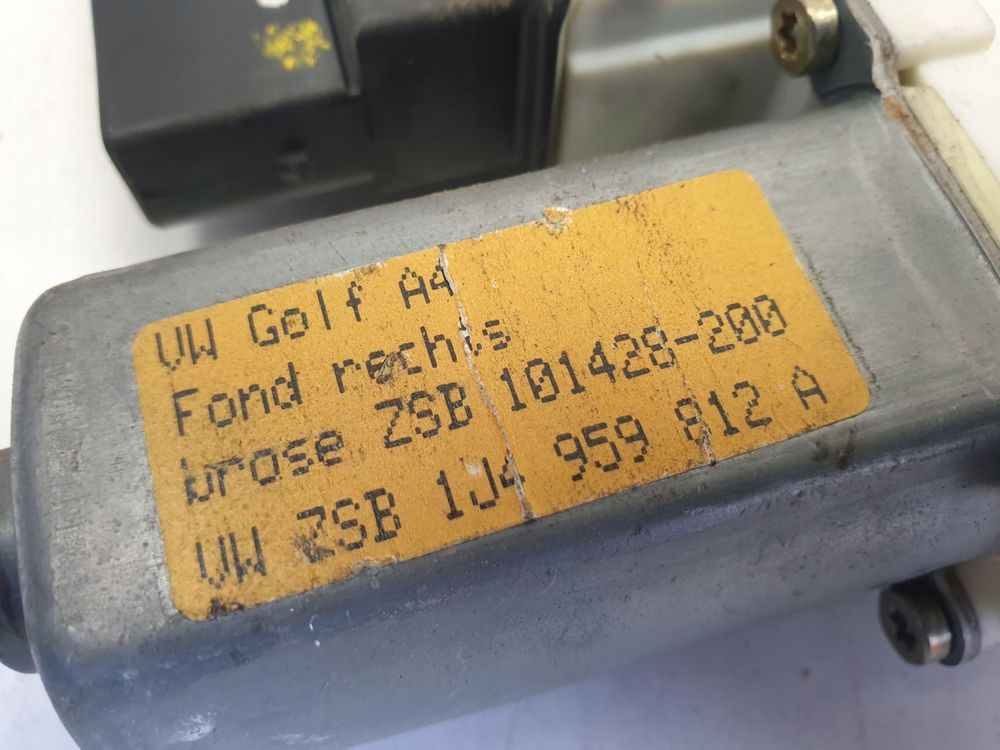 VW Golf A4
Fond rechts
brose ZSB 101428-200
VW ZSB 1J4 959 812 A